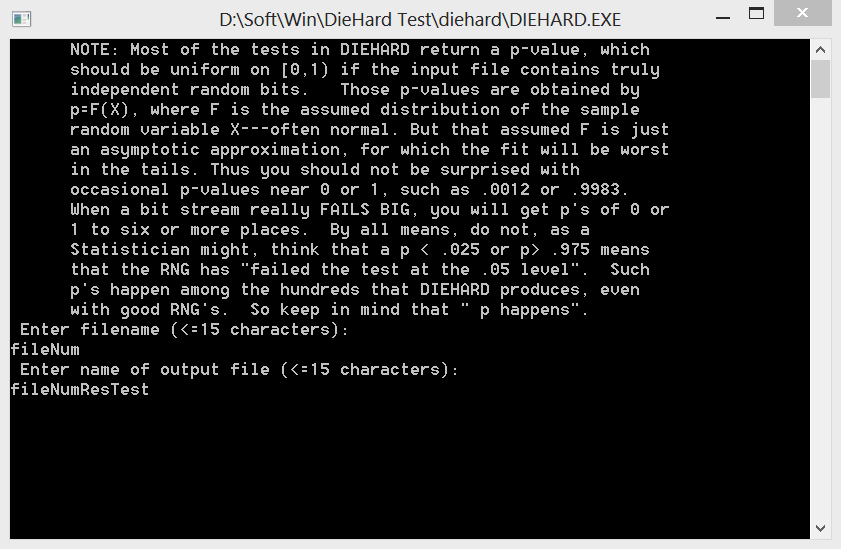 D:\Soft\Win\DieHard Test\diehard\DIEHARD.EXE
NOTE: Most of the tests in DIEHARD return a p-value, which
should be uniform on [0,1) if the input file contains truly
independent random bits.   Those p-values are obtained by
p=F(X), where F is the assumed distribution of the sample
random variable X---often normal. But that assumed F is just
an asymptotic approximation, for which the fit will be worst
in the tails. Thus you should not be surprised with
occasional p-values near 0 or 1, such as .0012 or .9983.
When a bit stream really FAILS BIG, you will get p's of 0 or
1 to six or more places.  By all means, do not, as a
Statistician might, think that a p < .025 or p> .975 means
that the RNG has "failed the test at the .05 level".  Such
p's happen among the hundreds that DIEHARD produces, even
with good RNG's.  So keep in mind that " p happens".
Enter filename (<=15 characters):
fileNum
Enter name of output file (<=15 characters):
fileNumResTest